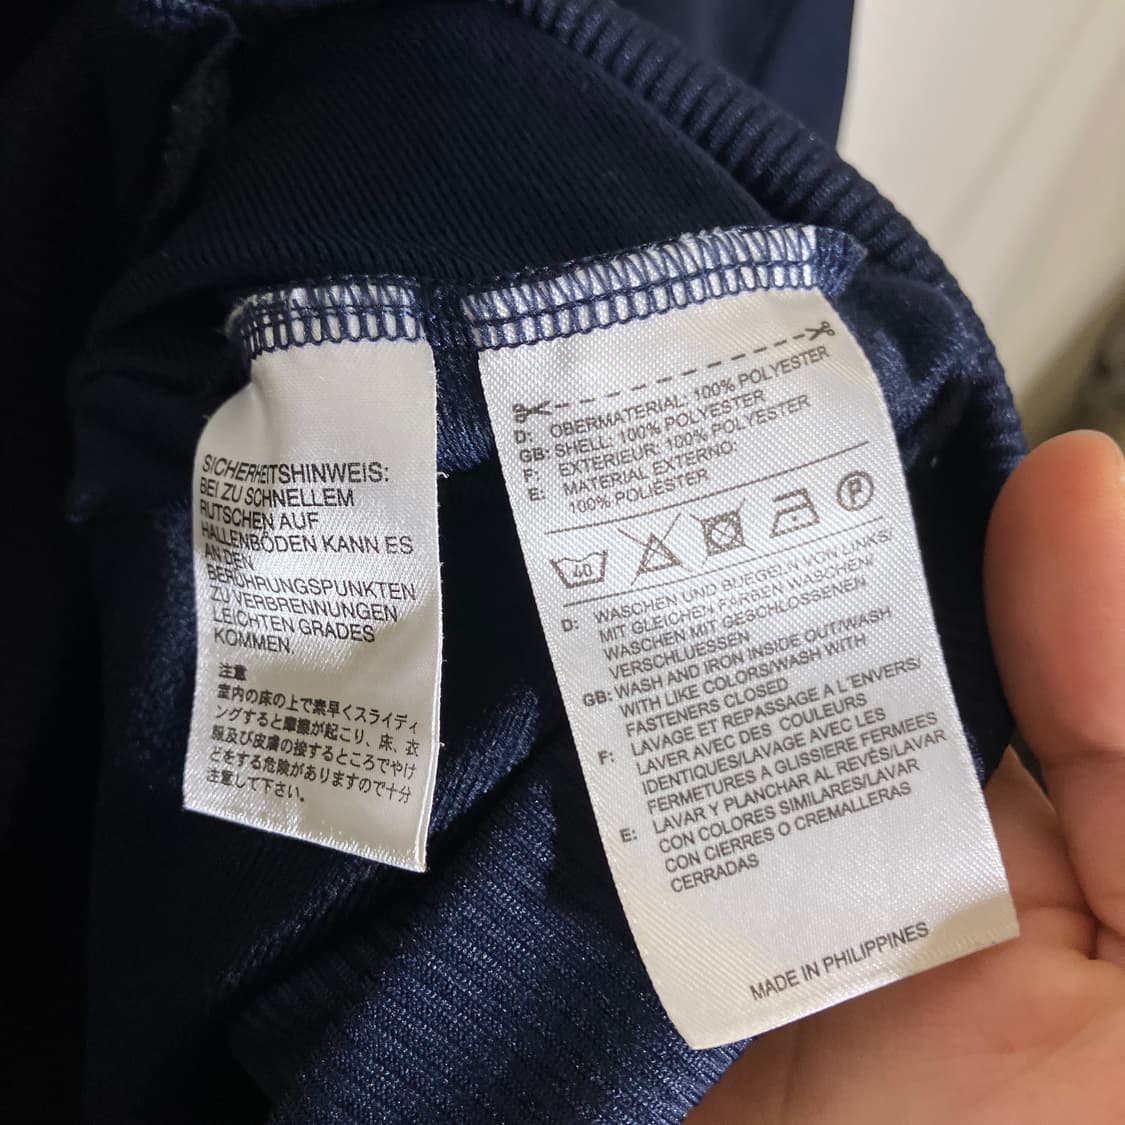 SICHERHEITSHINWEIS:
BEI ZU SCHNELLEM
RUTSCHEN AUF
HALLENBÖDEN KANN ES
AN DEN
BERÜHRUNGSPUNKTEN
ZU VERBRENNUNGEN
LEICHTEN GRADES
KOMMEN.
注意
室内の床の上で素早くスライディ
ングすると摩擦が起こり、床、衣
服及び皮膚の接するところでやけ
どをする危険がありますので十分
注意して下さい。
D: OBERMATERIAL: 100% POLYESTER
GB: SHELL: 100% POLYESTER
F: EXTERIEUR: 100% POLYESTER
E: MATERIAL EXTERNO:
100% POLIÉSTER
40
P
D: WASCHEN UND BUEGELN VON LINKS/
MIT GLEICHEN FARBEN WASCHEN/
WASCHEN MIT GESCHLOSSENEN
VERSCHLUESSEN
GB: WASH AND IRON INSIDE OUT/WASH
WITH LIKE COLORS/WASH WITH
FASTENERS CLOSED
F: LAVAGE ET REPASSAGE A L'ENVERS/
LAVER AVEC DES COULEURS
IDENTIQUES/LAVAGE AVEC LES
FERMETURES A GLISSIERE FERMEES
E: LAVAR Y PLANCHAR AL REVÉS/LAVAR
CON COLORES SIMILARES/LAVAR
CON CIERRES O CREMALLERAS
CERRADAS
MADE IN PHILIPPINES